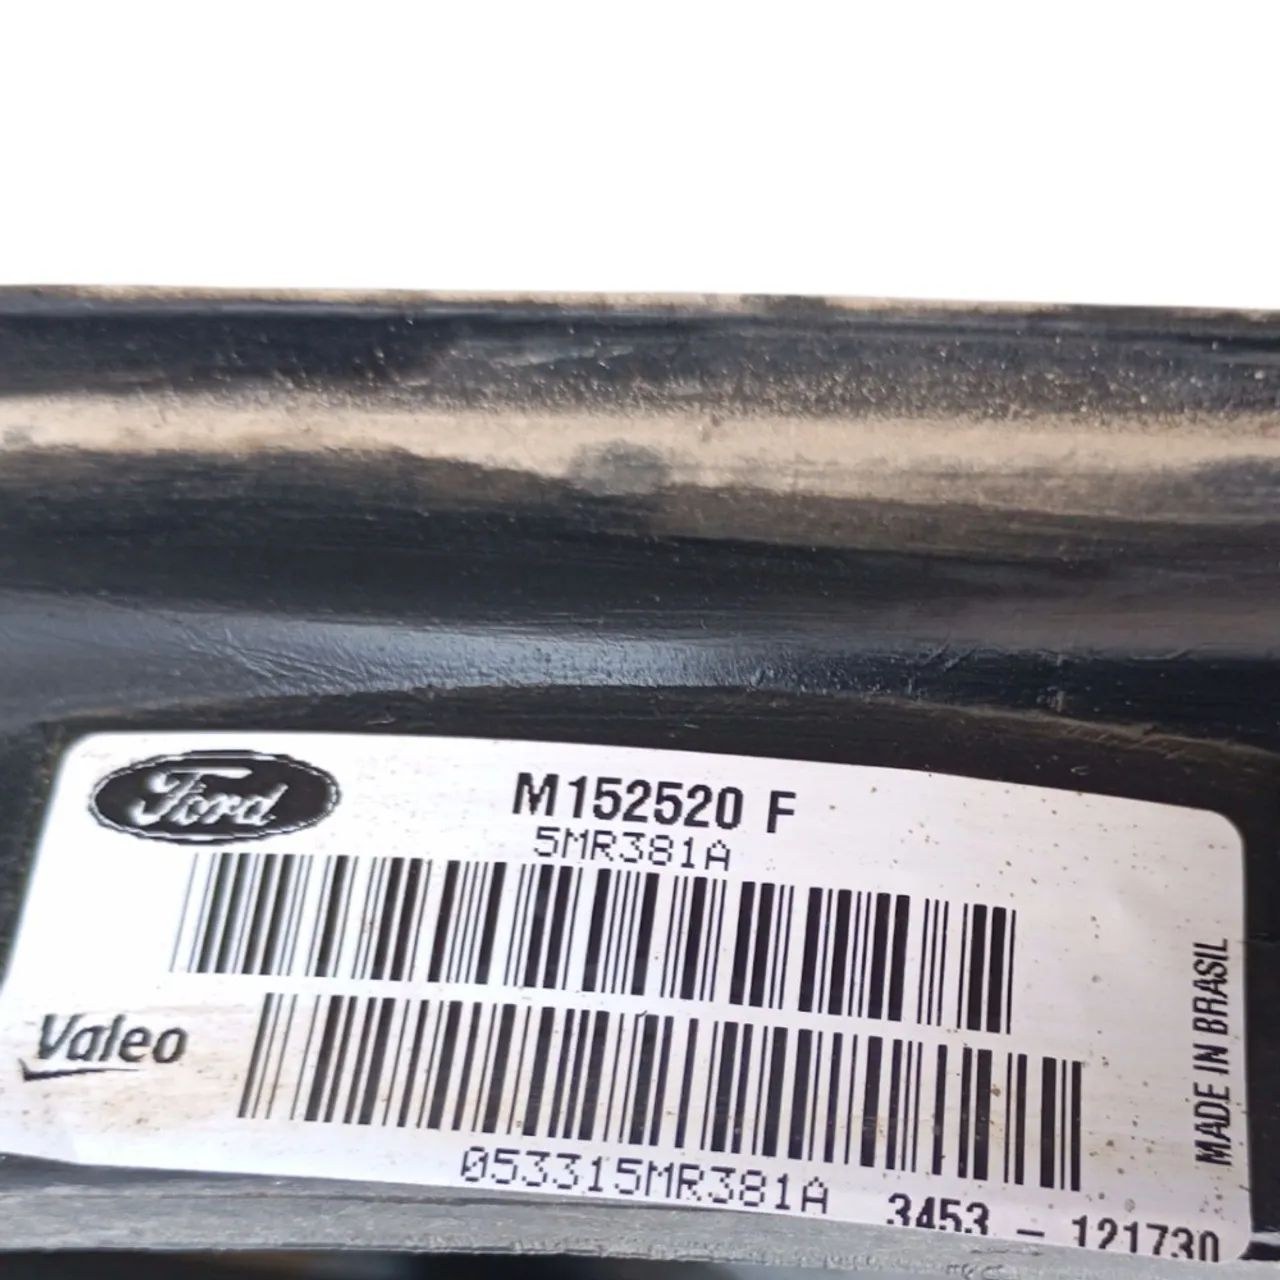 Ford
M152520 F
5MR381A
Valeo
MADE IN BRASIL
053315MR381A
3453 - 121730